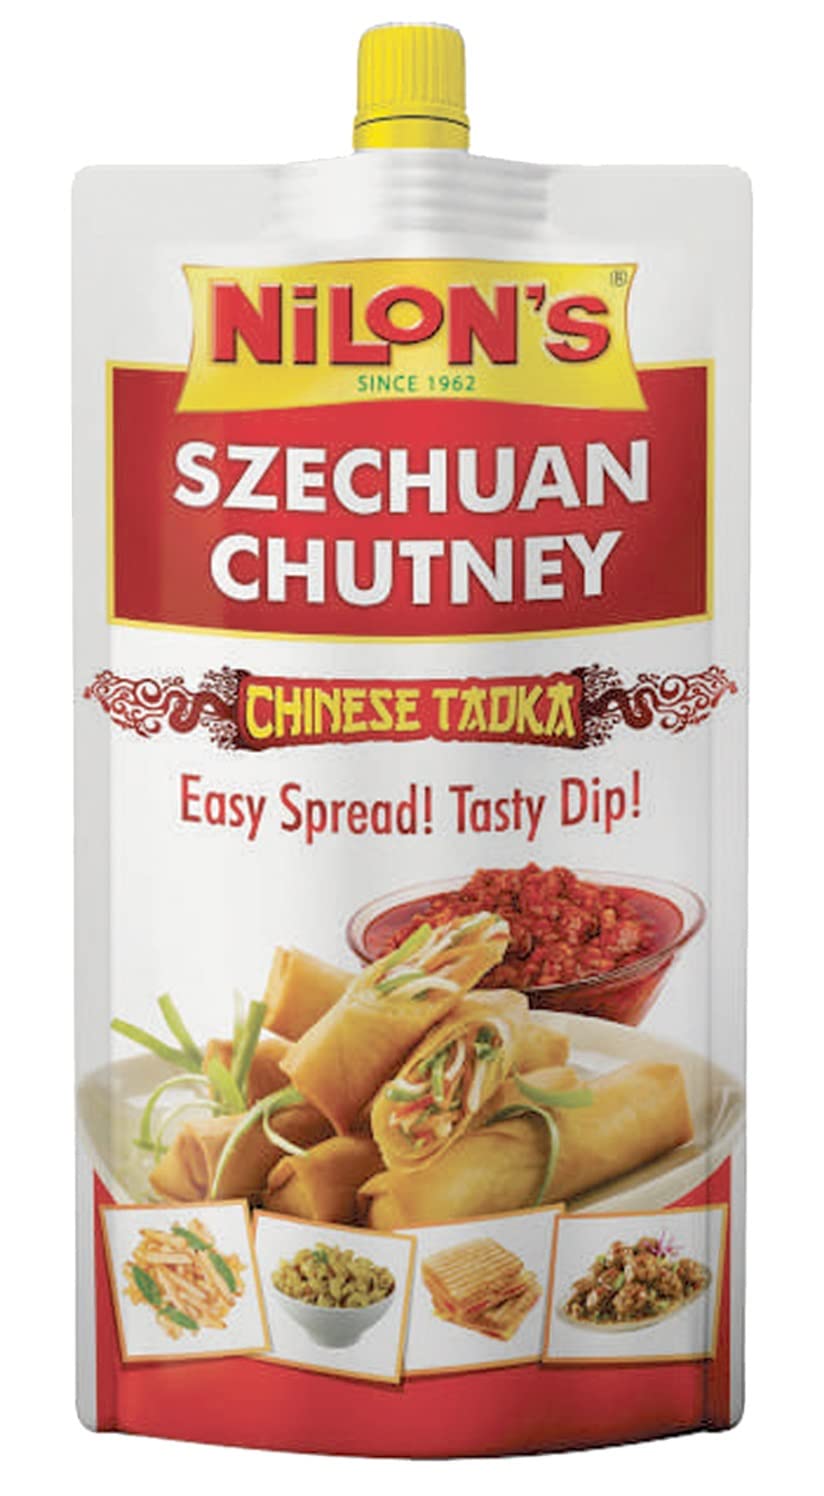 NiLON'S®
SINCE 1962
SZECHUAN
CHUTNEY
CHINESE TADKA
Easy Spread! Tasty Dip!